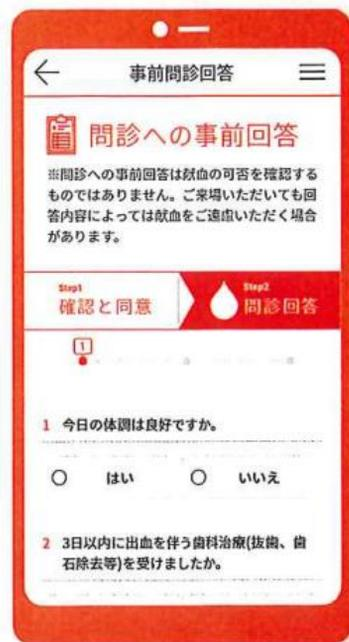 事前問診回答
問診への事前回答
※問診への事前回答は献血の可否を確認する
ものではありません。ご来場いただいても回
答内容によっては献血をご遠慮いただく場合
があります。
Step1
確認と同意
Step2
問診回答
1
1 今日の体調は良好ですか。
はい
いいえ
2 3日以内に出血を伴う歯科治療(抜歯、歯
石除去等)を受けましたか。